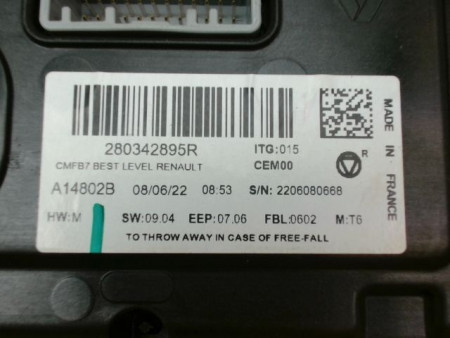 280342895R
ITG:015
CMFB7 BEST LEVEL RENAULT
CEM00
R
A14802B 08/06/22 08:53 S/N: 2206080668
HW:M SW:09.04 EEP:07.06 FBL:0602 M:T6
TO THROW AWAY IN CASE OF FREE-FALL
MADE IN FRANCE